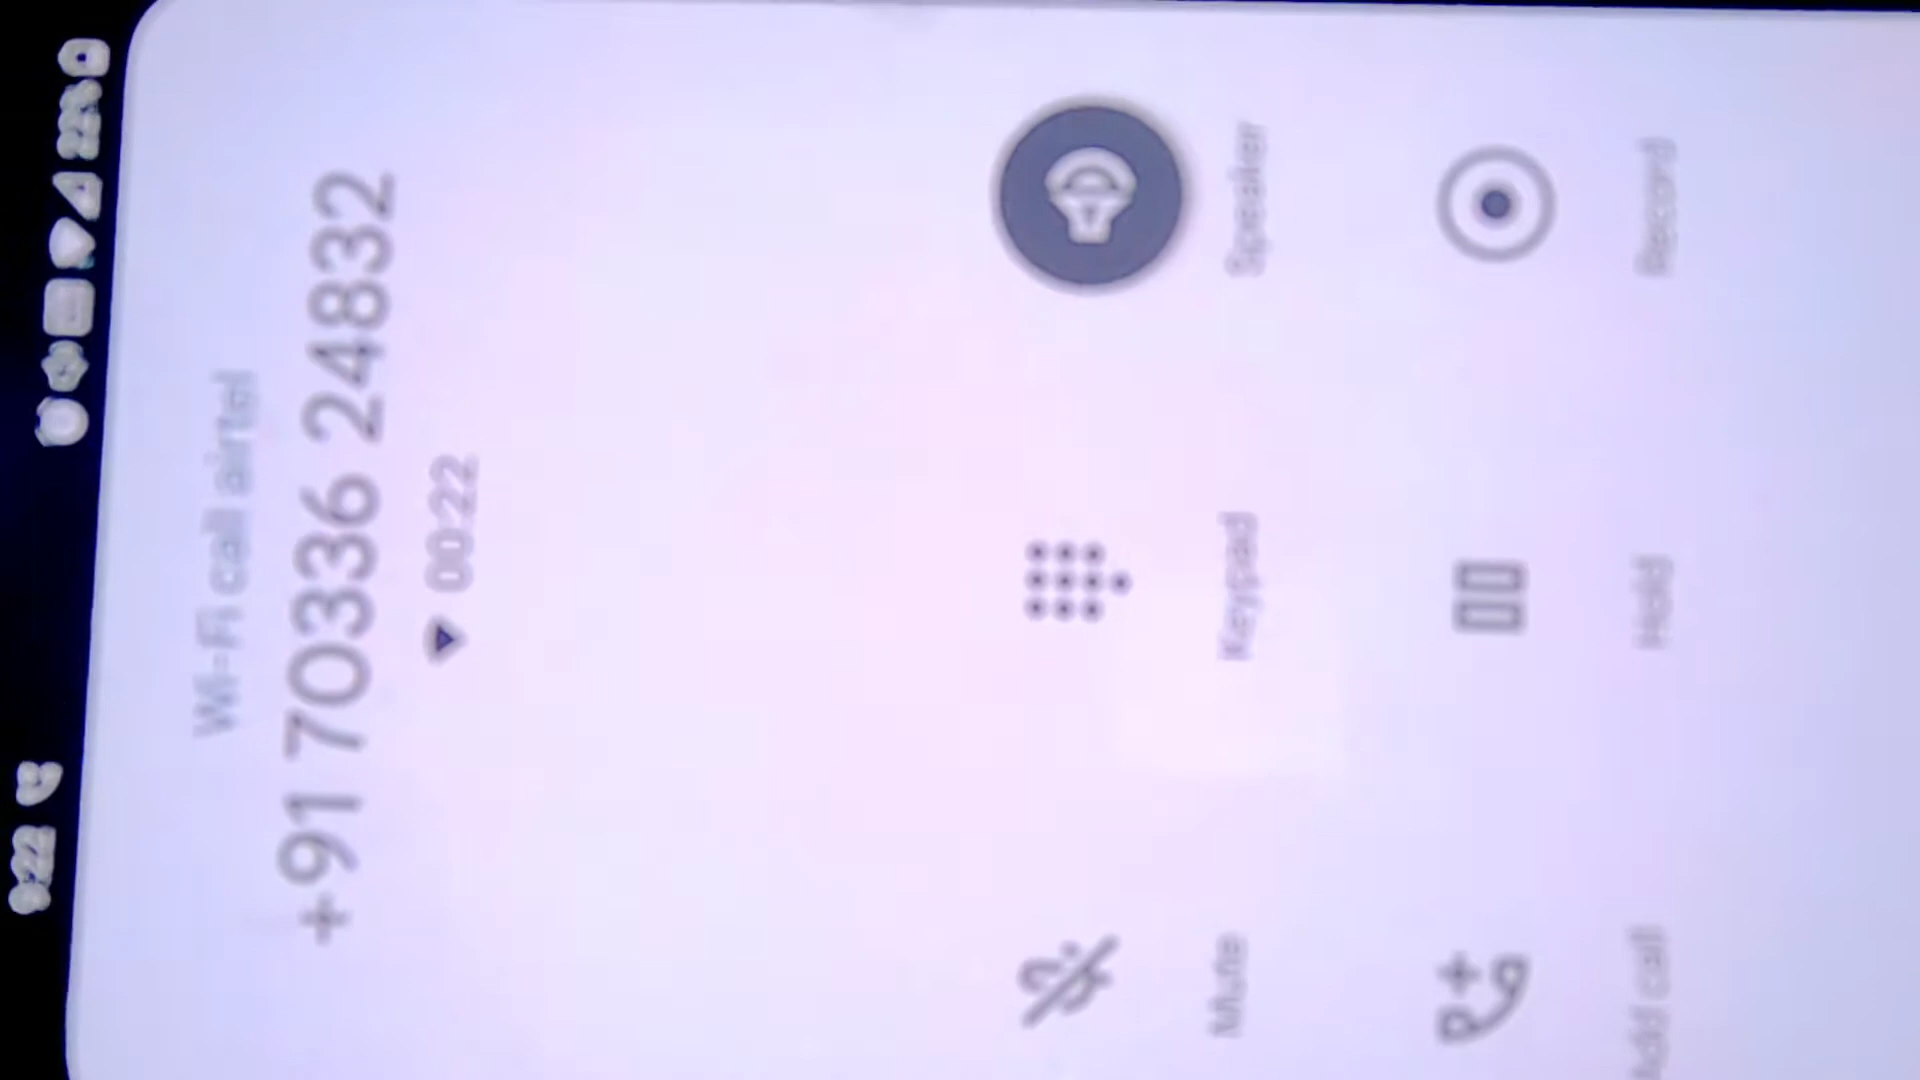 Wi-Fi call airtel
+91 70336 24832
00:22
Mute
Keypad
Speaker
Add call
Hold
Record